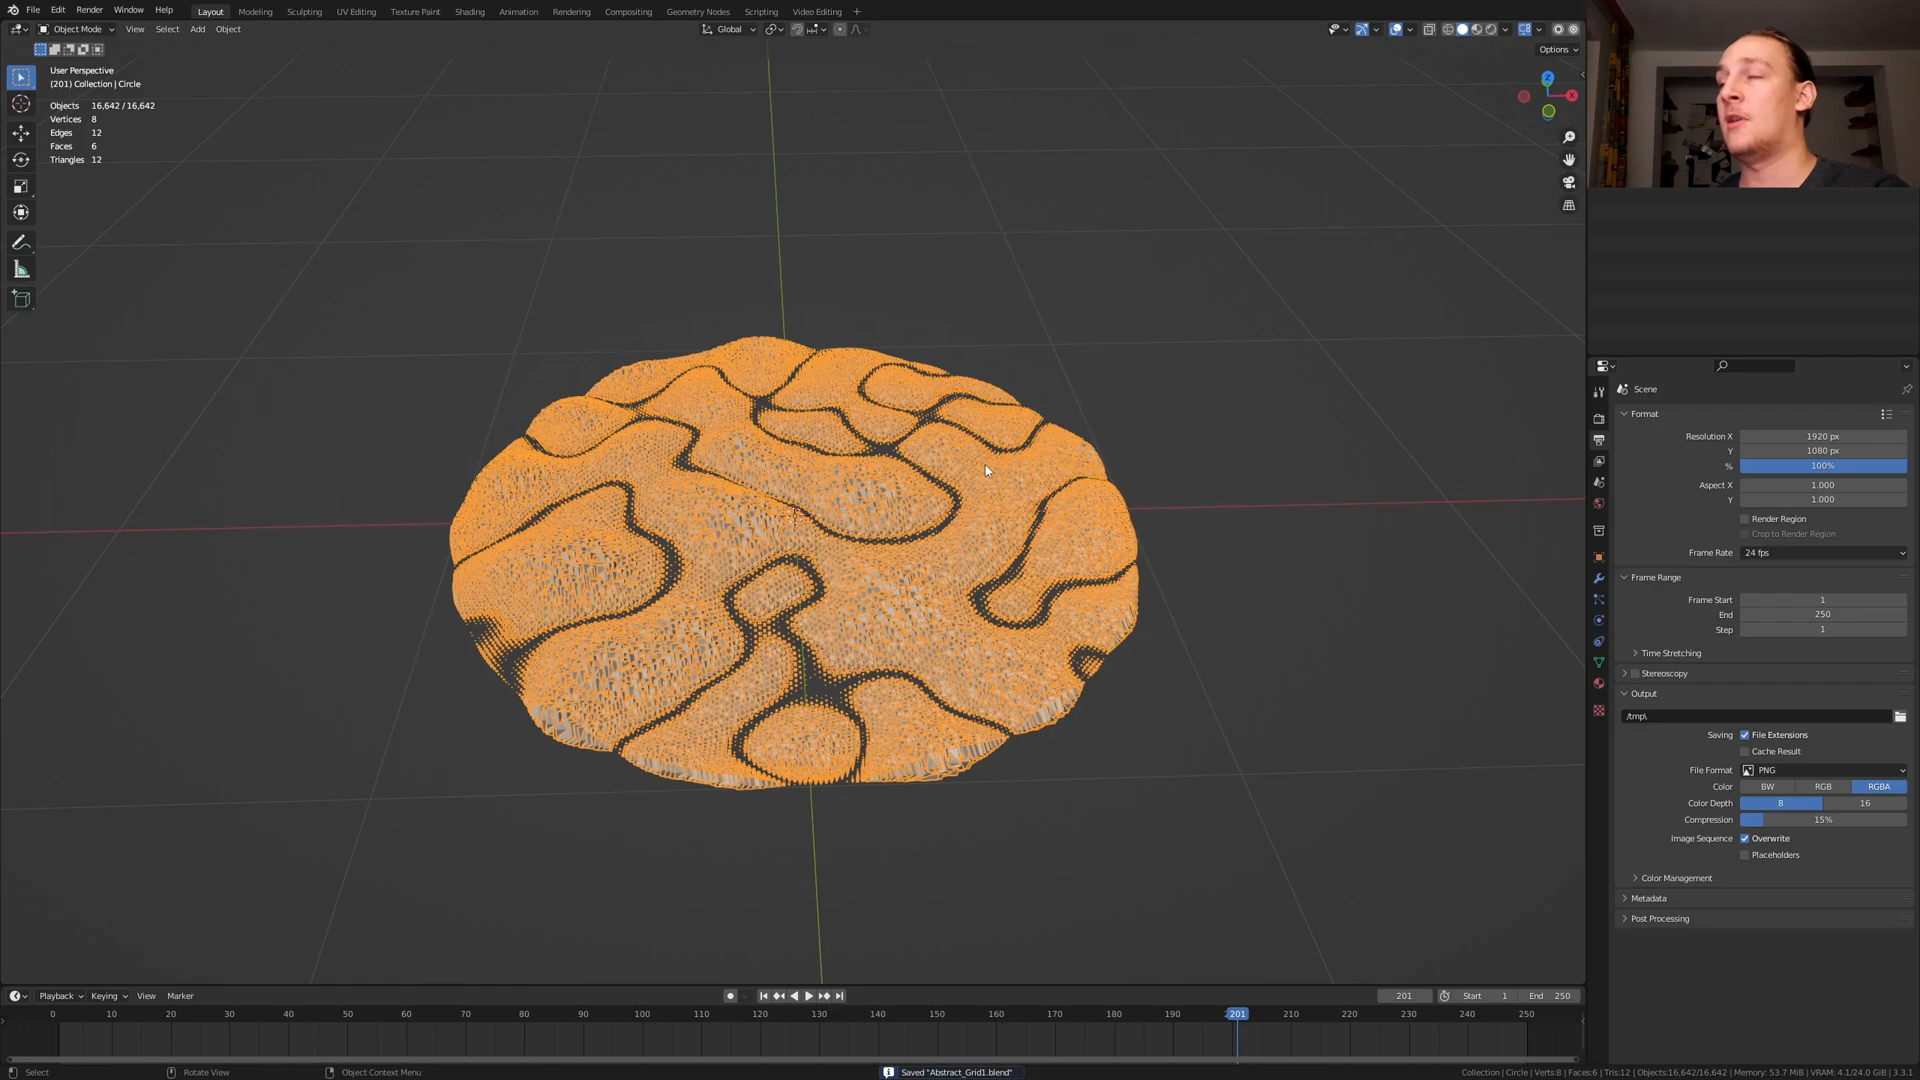 File Edit Render Window Help
Layout Modeling Sculpting UV Editing Texture Paint Shading Animation Rendering Compositing Geometry Nodes Scripting Video Editing +
Object Mode View Select Add Object
Global
Options
User Perspective
(201) Collection | Circle
Objects 16,642 / 16,642
Vertices 8
Edges 12
Faces 6
Triangles 12
Z
X
Scene
Format
Resolution X 1920 px
Y 1080 px
% 100%
Aspect X 1.000
Y 1.000
Render Region
Crop to Render Region
Frame Rate 24 fps
Frame Range
Frame Start 1
End 250
Step 1
Time Stretching
Stereoscopy
Output
/tmp\
Saving File Extensions
Cache Result
File Format PNG
Color BW RGB RGBA
Color Depth 8 16
Compression 15%
Image Sequence Overwrite
Placeholders
Color Management
Metadata
Post Processing
Playback Keying View Marker
201 Start 1 End 250
0 10 20 30 40 50 60 70 80 90 100 110 120 130 140 150 160 170 180 190 201 210 220 230 240 250
Select Rotate View Object Context Menu
Saved "Abstract_Grid1.blend"
Collection | Circle | Verts:8 | Faces:6 | Tris:12 | Objects:16,642/16,642 | Memory: 53.7 MiB | VRAM: 4.1/24.0 GiB | 3.3.1